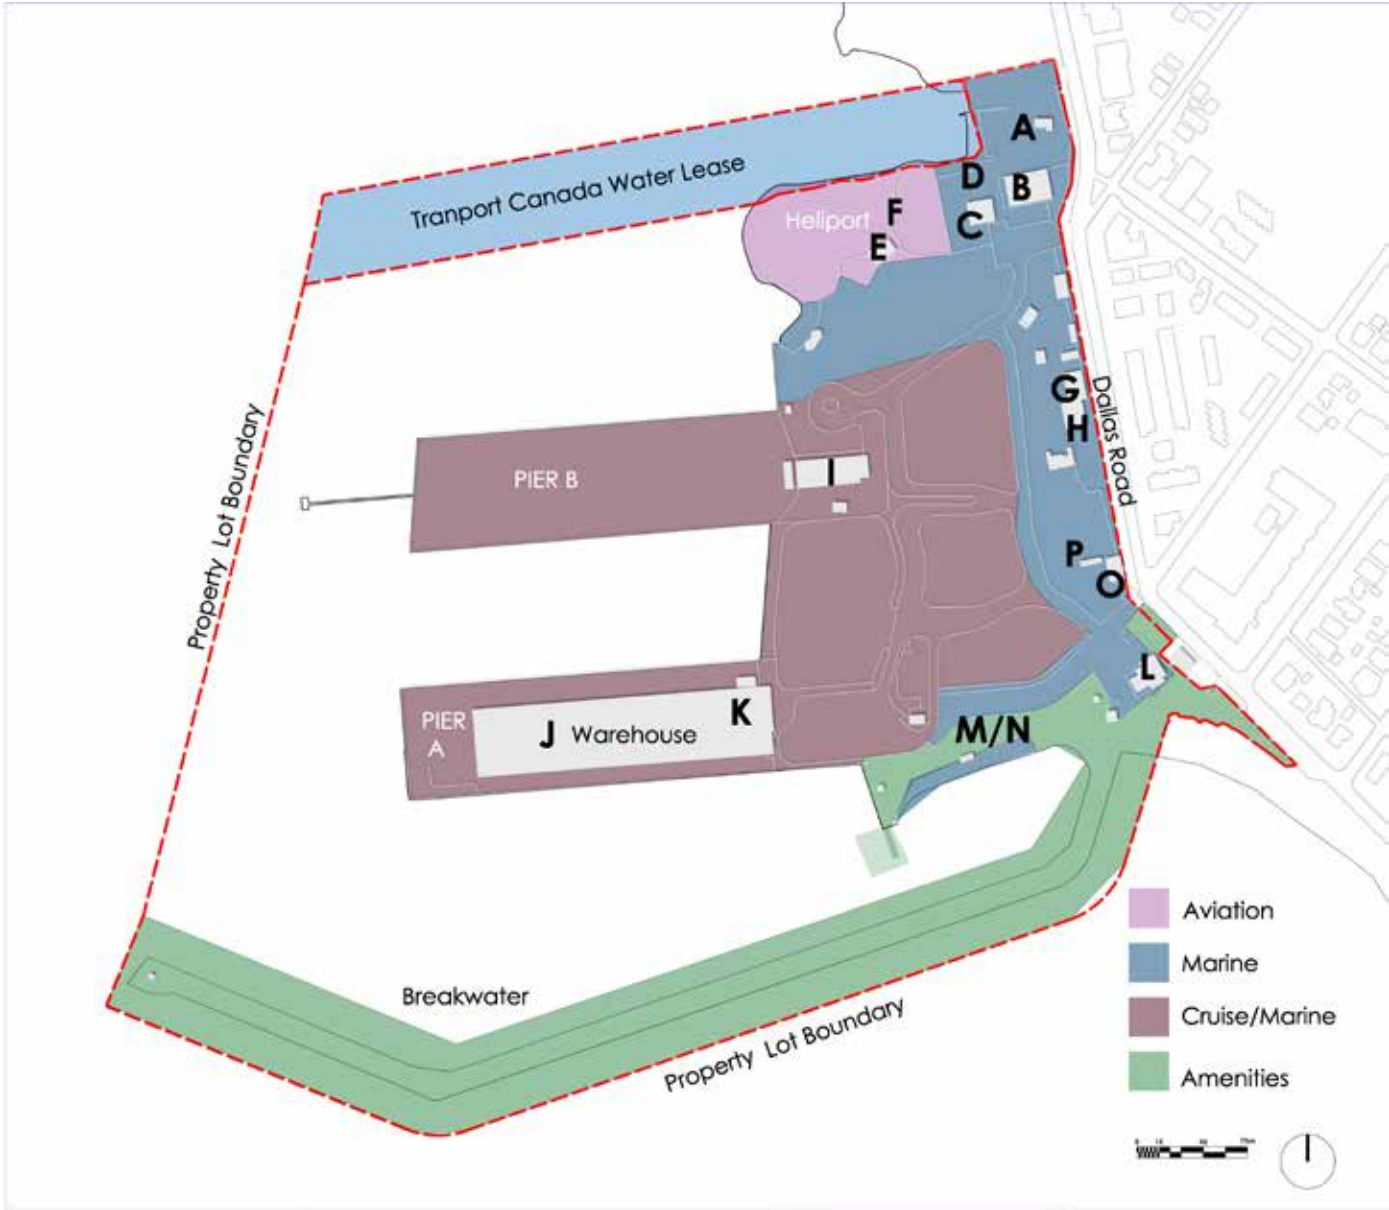 A
Tranport Canada Water Lease
D
B
F
Heliport
C
E
G
Dallas Road
H
Property Lot Boundary
PIER B
I
P
O
L
K
PIER
A
J
Warehouse
M/N
Aviation
Marine
Breakwater
Cruise/Marine
Property Lot Boundary
Amenities